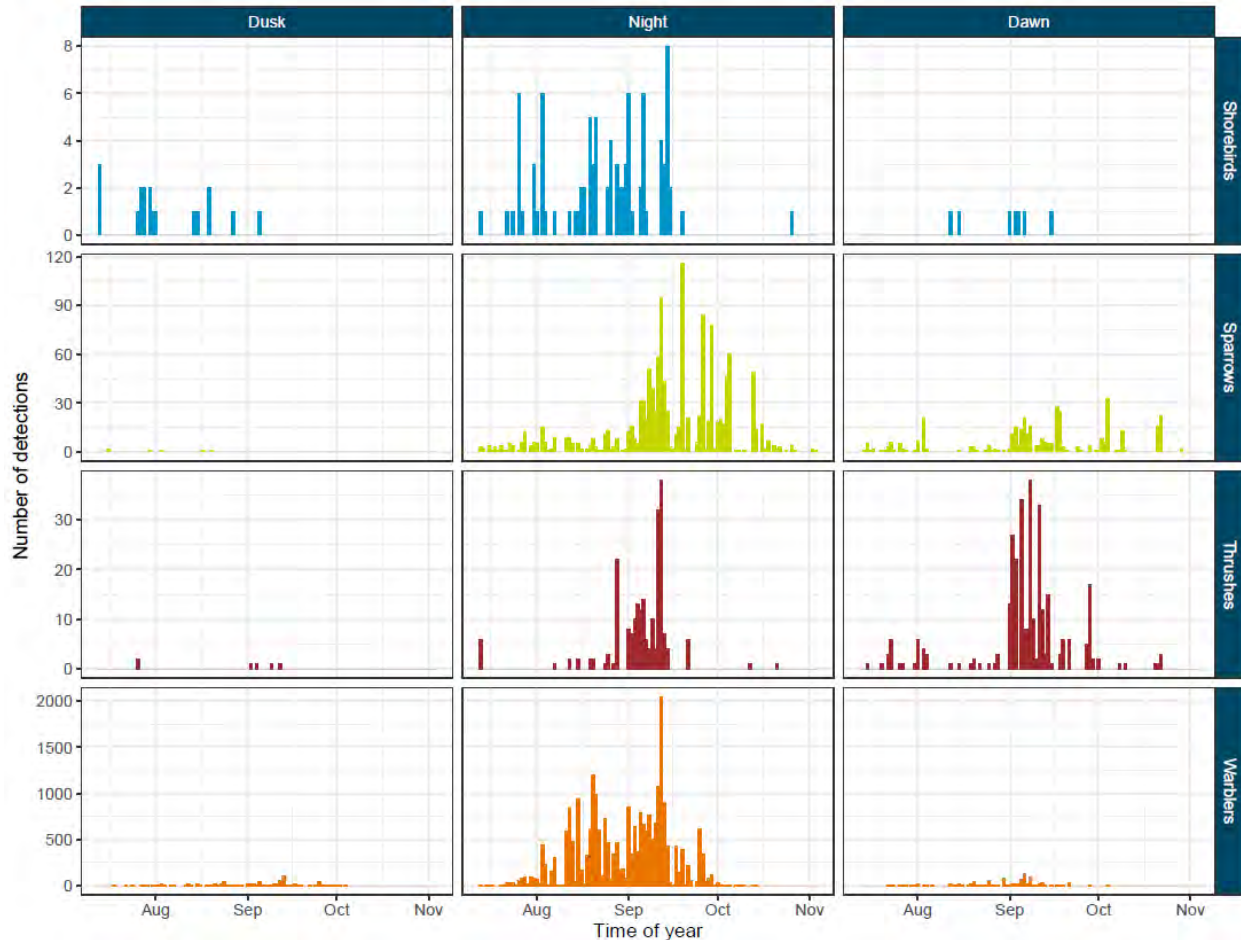 Dusk Night Dawn
Number of detections
8
6
4
2
0
Shorebirds
120
90
60
30
0
Sparrows
30
20
10
0
Thrushes
2000
1500
1000
500
0
Warblers
Aug Sep Oct Nov Aug Sep Oct Nov Aug Sep Oct Nov
Time of year